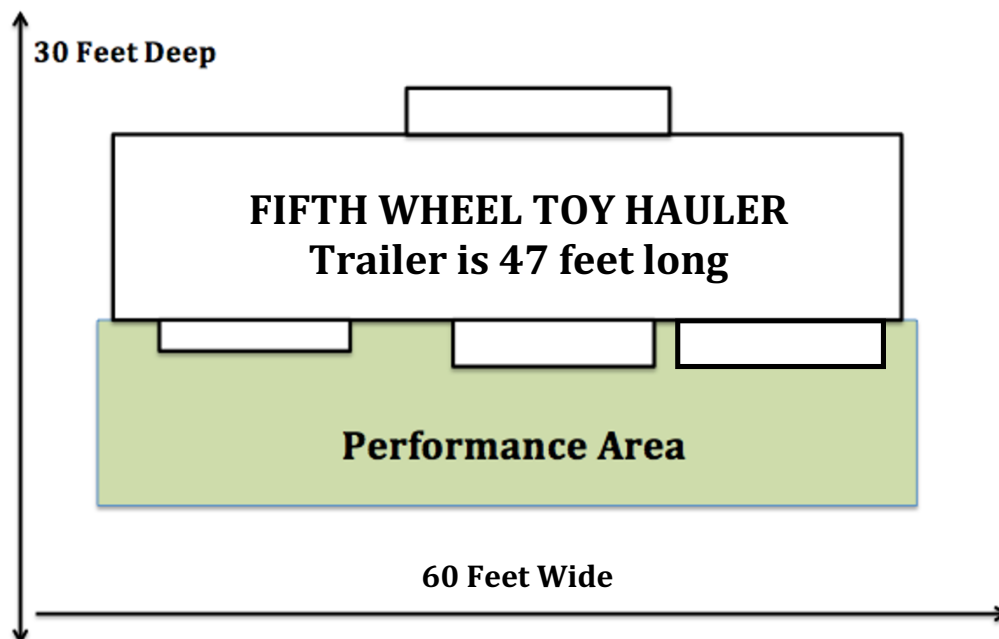 30 Feet Deep
FIFTH WHEEL TOY HAULER
Trailer is 47 feet long
Performance Area
60 Feet Wide